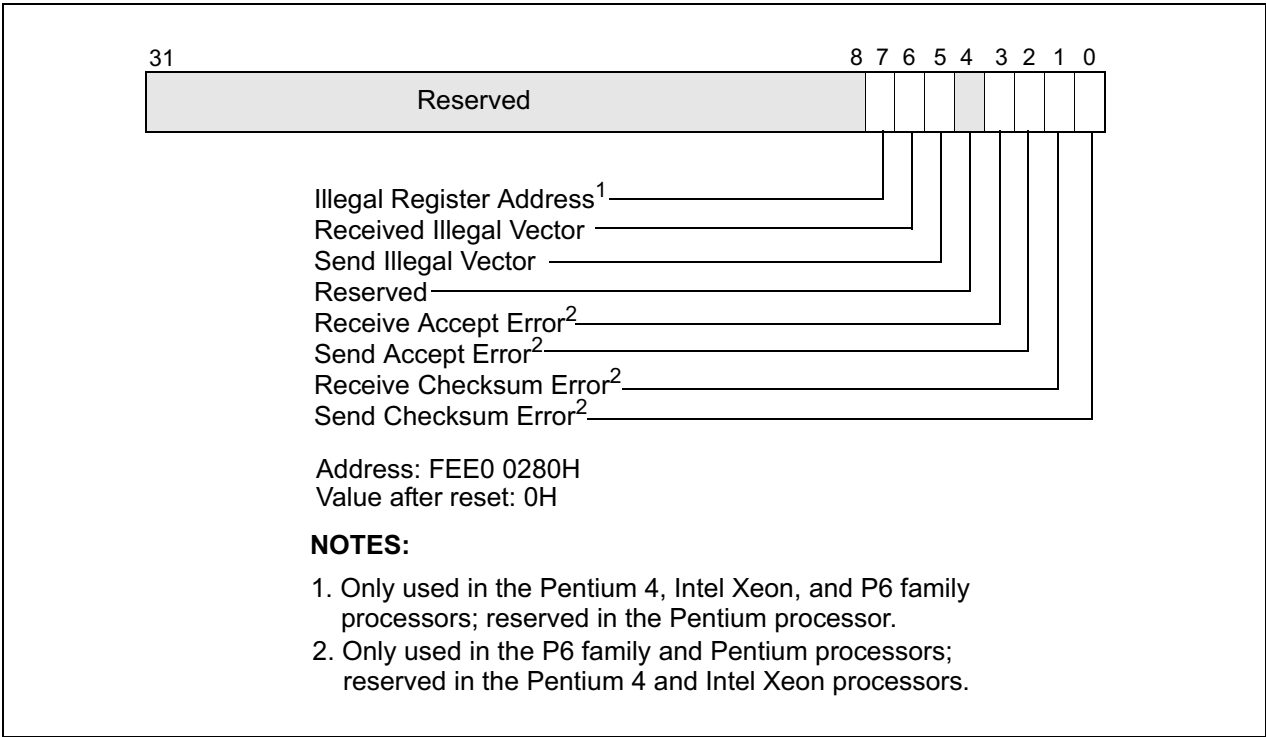 31 8 7 6 5 4 3 2 1 0
Reserved
Illegal Register Address1
Received Illegal Vector
Send Illegal Vector
Reserved
Receive Accept Error2
Send Accept Error2
Receive Checksum Error2
Send Checksum Error2
Address: FEE0 0280H
Value after reset: 0H
NOTES:
1. Only used in the Pentium 4, Intel Xeon, and P6 family
processors; reserved in the Pentium processor.
2. Only used in the P6 family and Pentium processors;
reserved in the Pentium 4 and Intel Xeon processors.